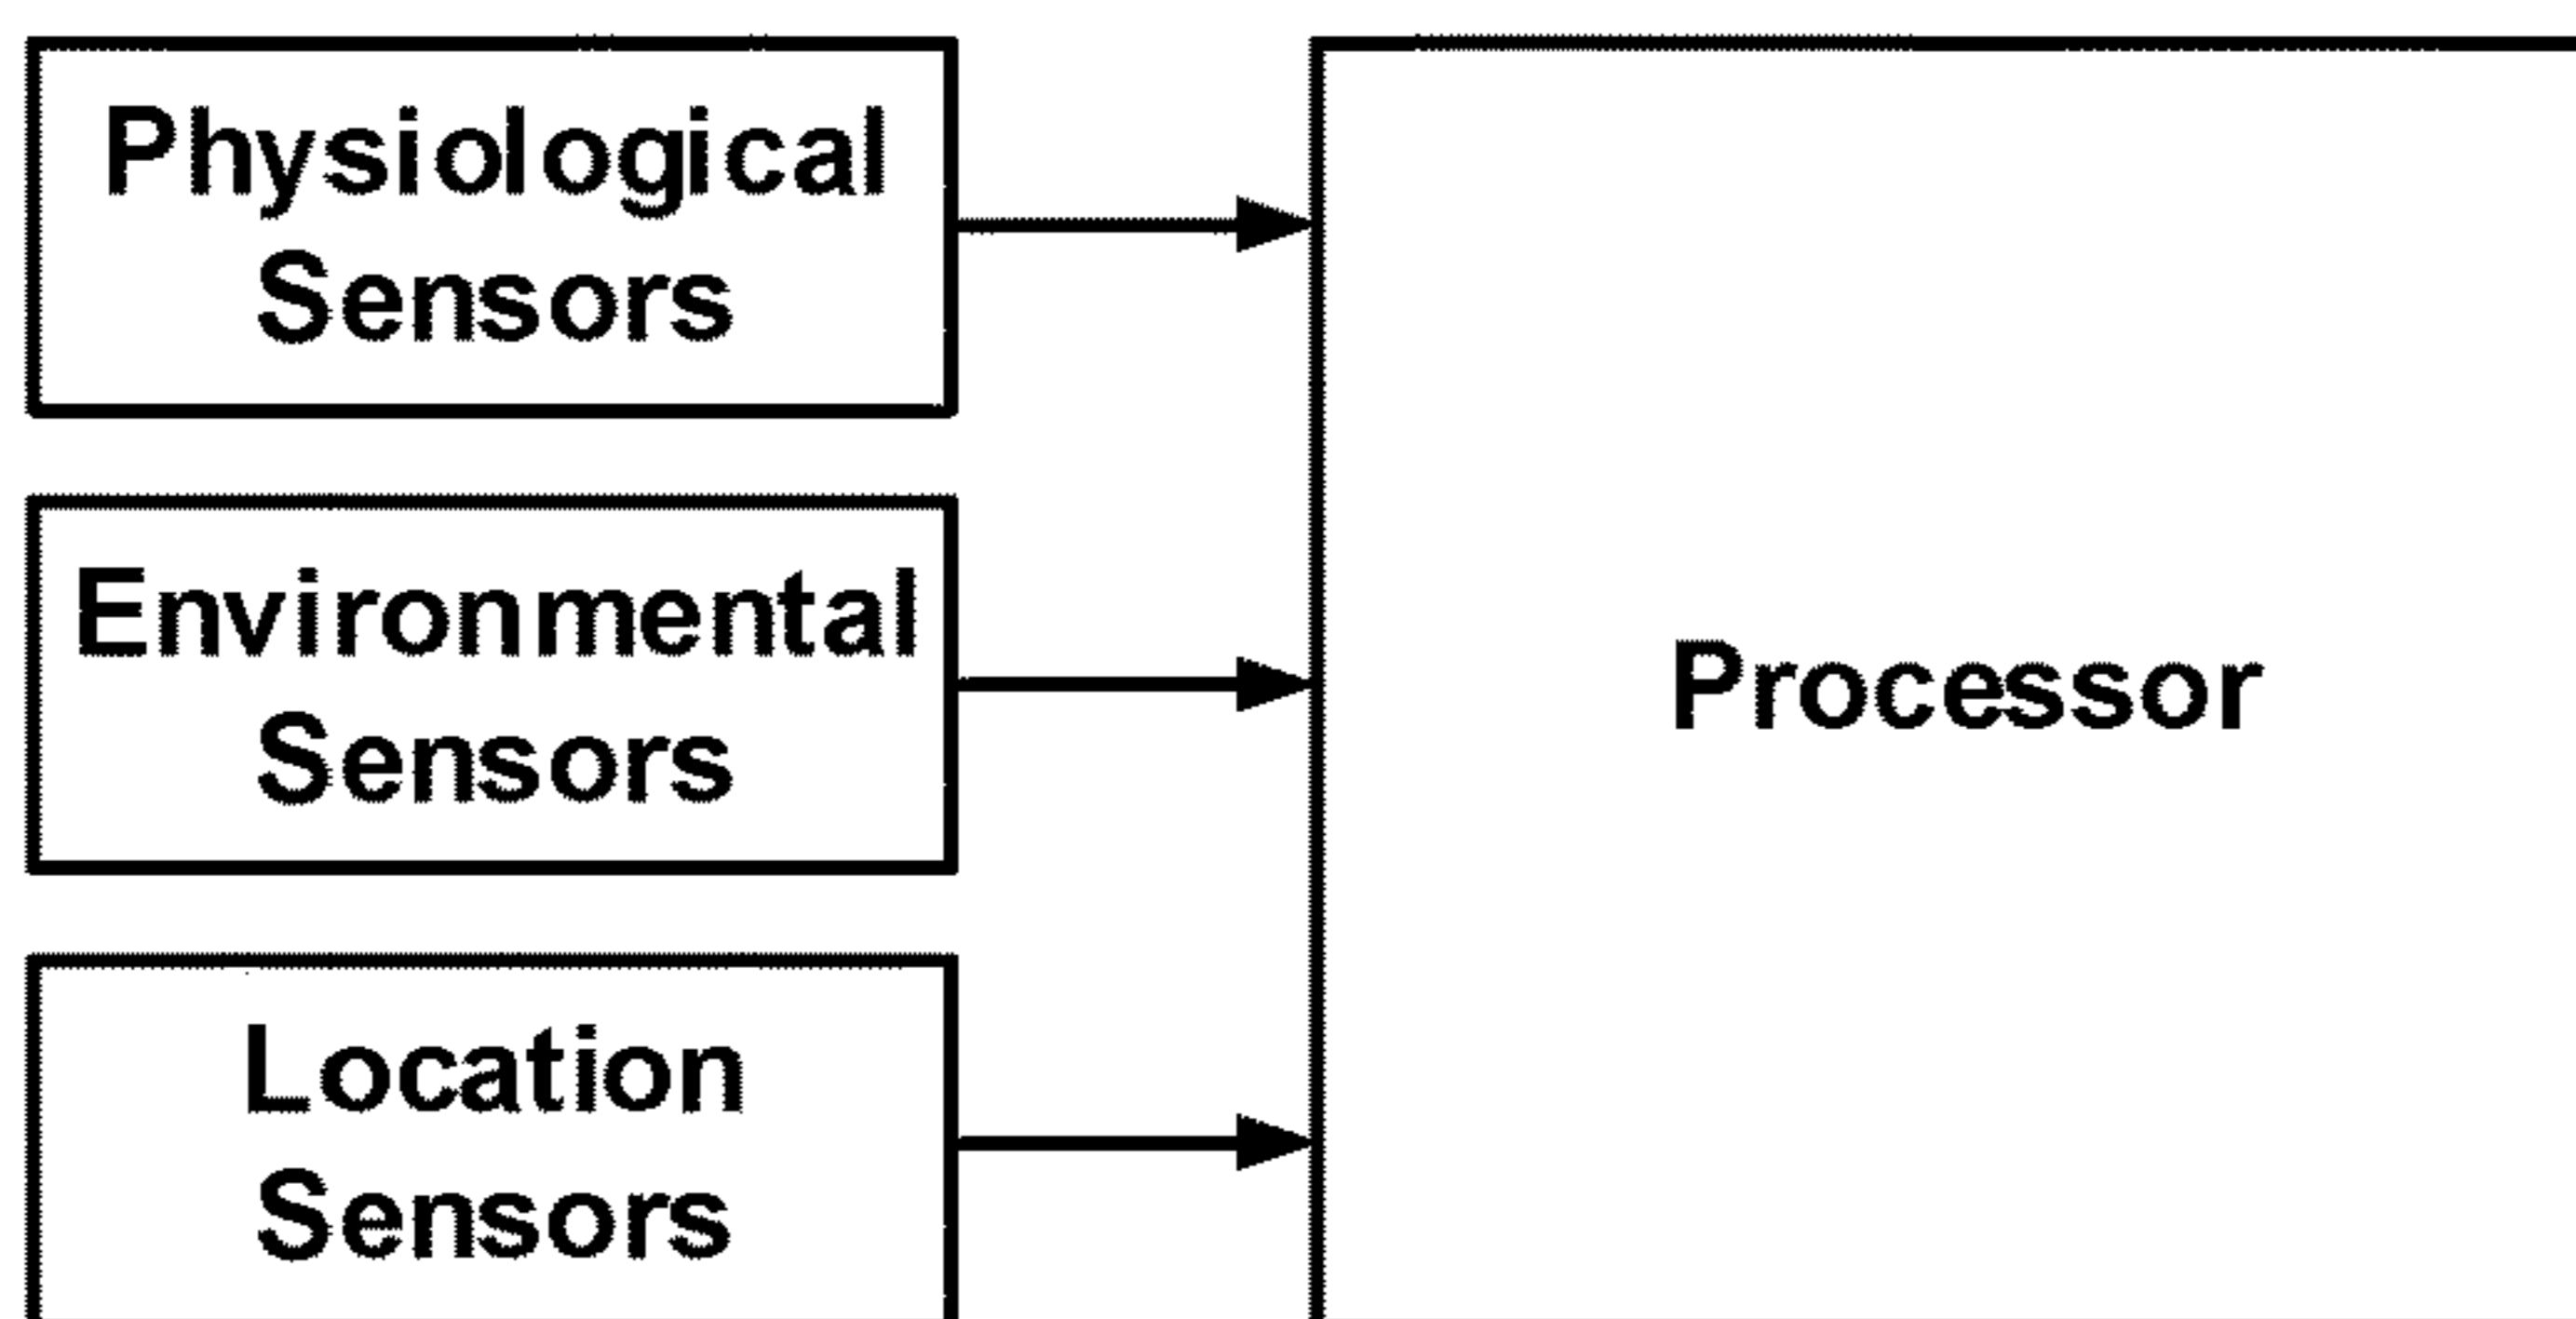 Physiological
Sensors
Environmental
Sensors
Location
Sensors
Processor